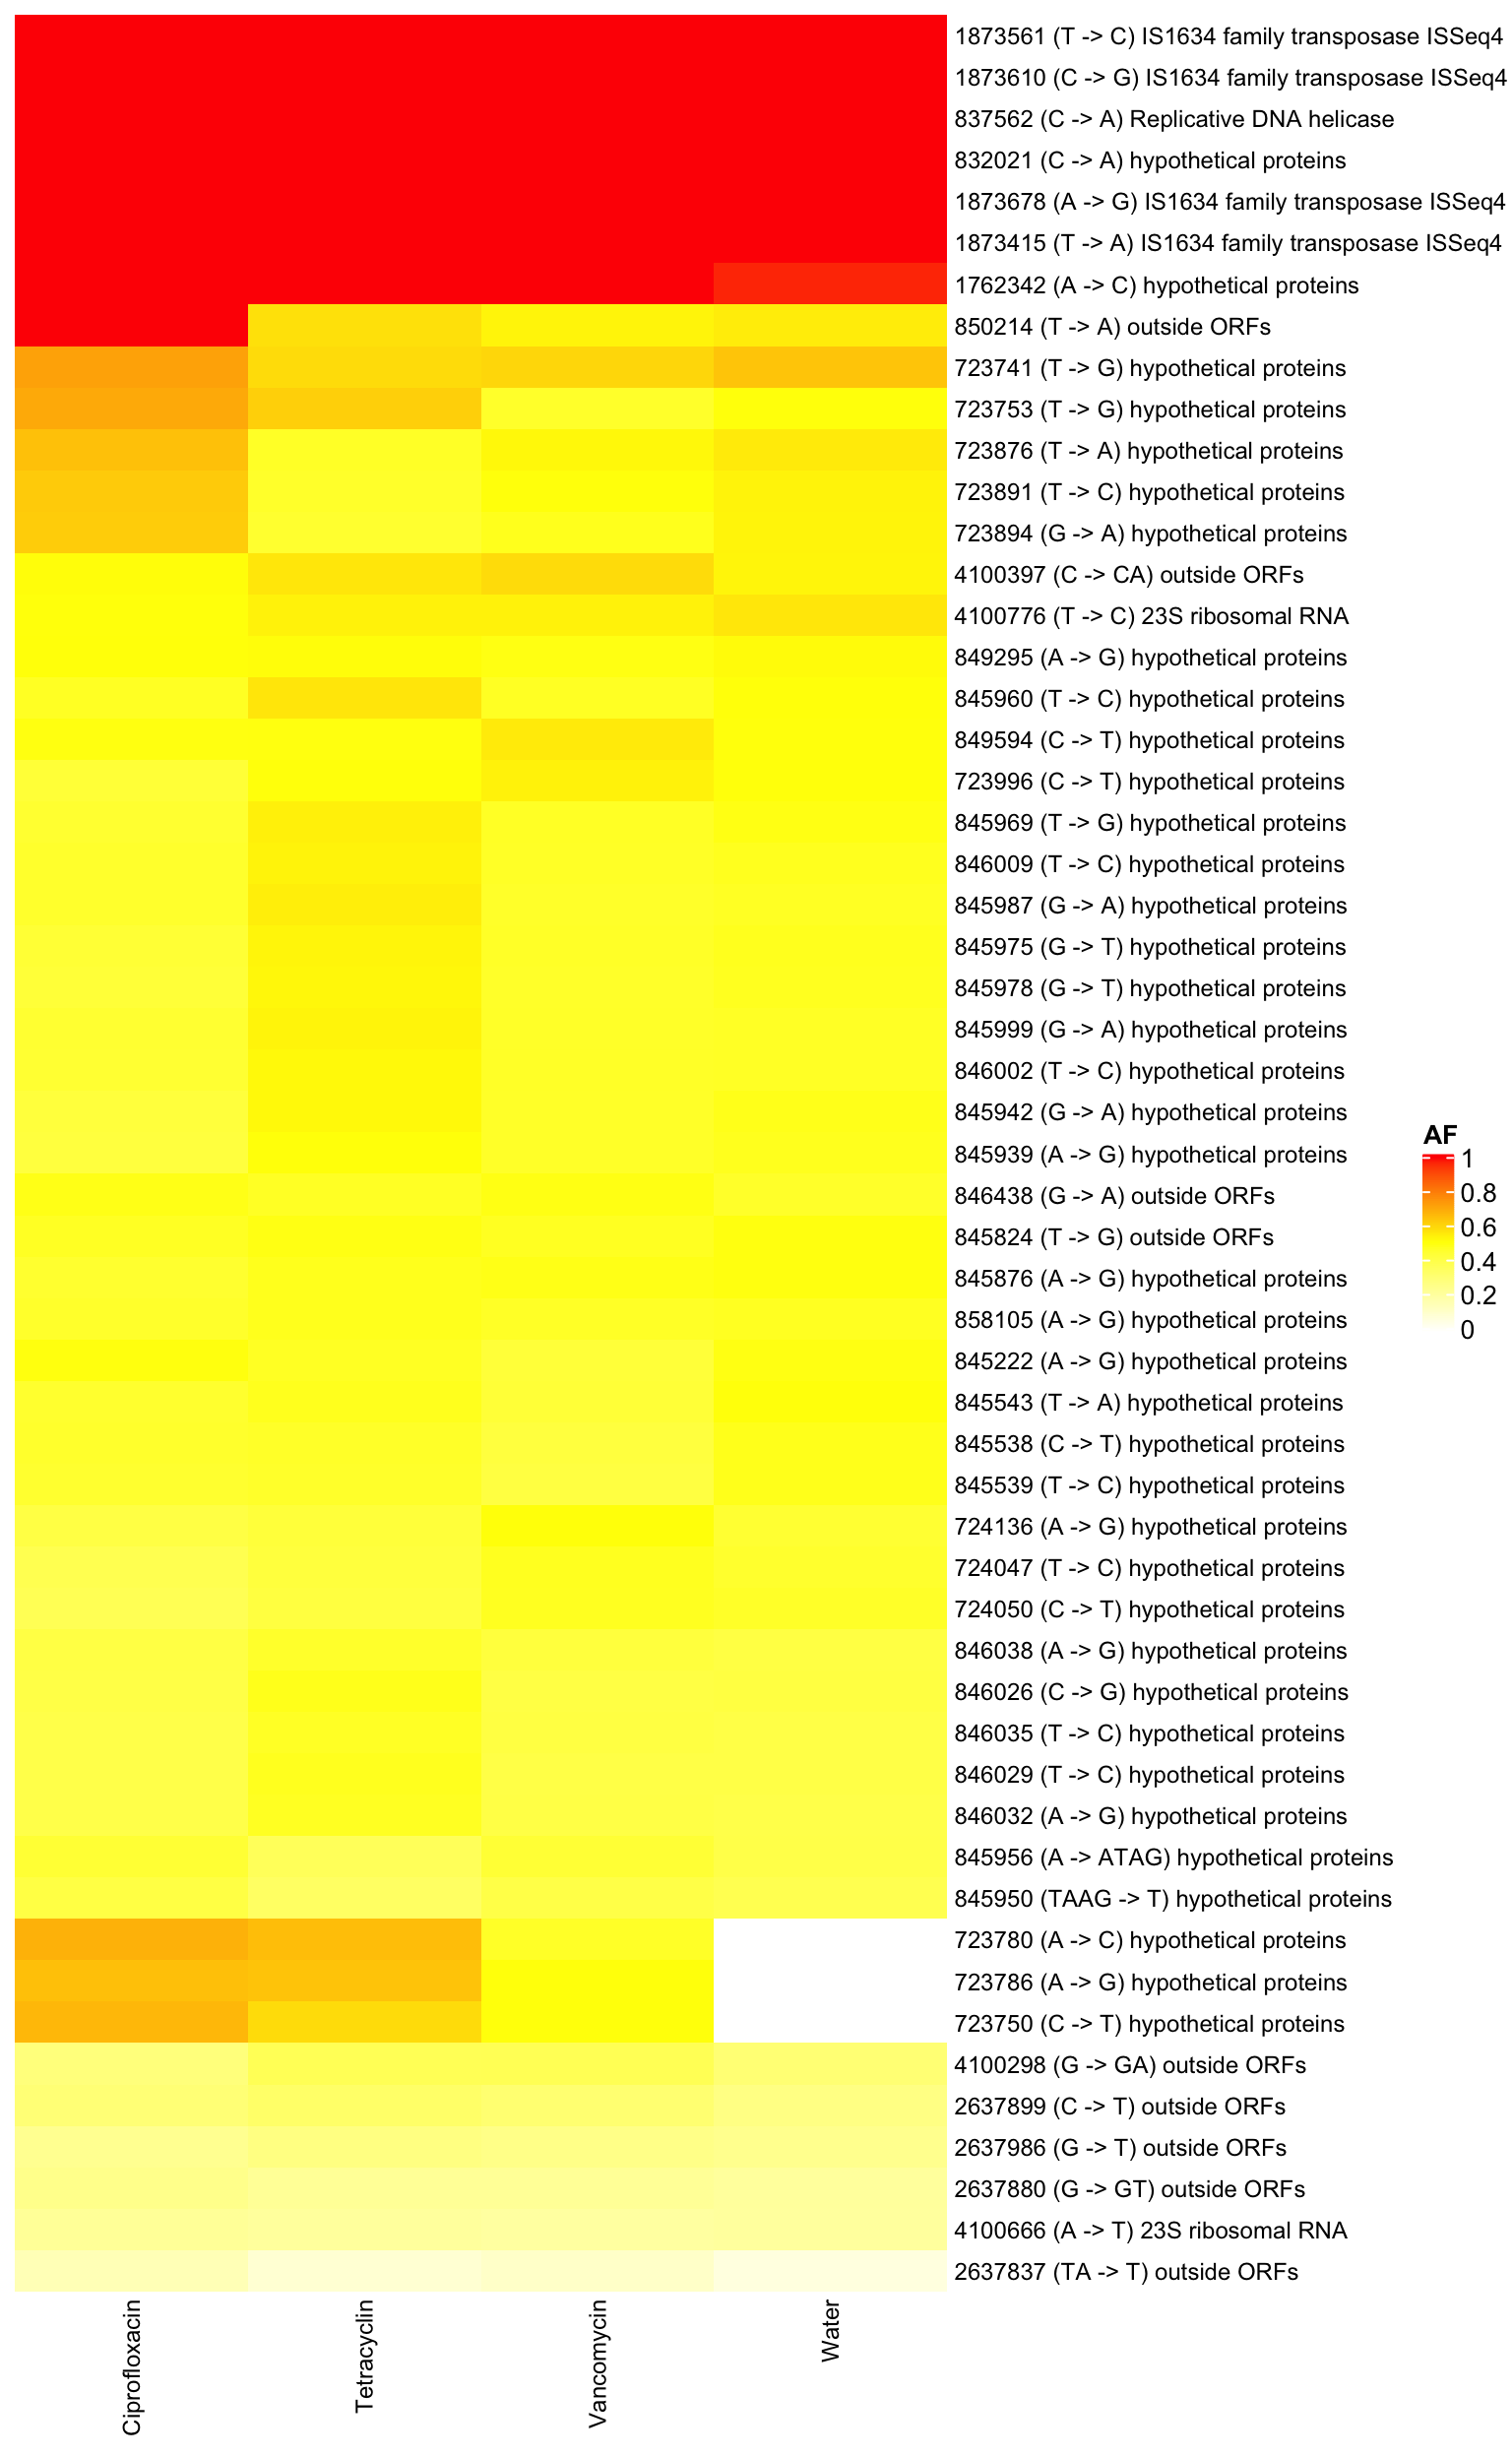 1873561 (T -> C) IS1634 family transposase ISSeq4
1873610 (C -> G) IS1634 family transposase ISSeq4
837562 (C -> A) Replicative DNA helicase
832021 (C -> A) hypothetical proteins
1873678 (A -> G) IS1634 family transposase ISSeq4
1873415 (T -> A) IS1634 family transposase ISSeq4
1762342 (A -> C) hypothetical proteins
850214 (T -> A) outside ORFs
723741 (T -> G) hypothetical proteins
723753 (T -> G) hypothetical proteins
723876 (T -> A) hypothetical proteins
723891 (T -> C) hypothetical proteins
723894 (G -> A) hypothetical proteins
4100397 (C -> CA) outside ORFs
4100776 (T -> C) 23S ribosomal RNA
849295 (A -> G) hypothetical proteins
845960 (T -> C) hypothetical proteins
849594 (C -> T) hypothetical proteins
723996 (C -> T) hypothetical proteins
845969 (T -> G) hypothetical proteins
846009 (T -> C) hypothetical proteins
845987 (G -> A) hypothetical proteins
845975 (G -> T) hypothetical proteins
845978 (G -> T) hypothetical proteins
845999 (G -> A) hypothetical proteins
846002 (T -> C) hypothetical proteins
845942 (G -> A) hypothetical proteins
845939 (A -> G) hypothetical proteins
846438 (G -> A) outside ORFs
845824 (T -> G) outside ORFs
845876 (A -> G) hypothetical proteins
858105 (A -> G) hypothetical proteins
845222 (A -> G) hypothetical proteins
845543 (T -> A) hypothetical proteins
845538 (C -> T) hypothetical proteins
845539 (T -> C) hypothetical proteins
724136 (A -> G) hypothetical proteins
724047 (T -> C) hypothetical proteins
724050 (C -> T) hypothetical proteins
846038 (A -> G) hypothetical proteins
846026 (C -> G) hypothetical proteins
846035 (T -> C) hypothetical proteins
846029 (T -> C) hypothetical proteins
846032 (A -> G) hypothetical proteins
845956 (A -> ATAG) hypothetical proteins
845950 (TAAG -> T) hypothetical proteins
723780 (A -> C) hypothetical proteins
723786 (A -> G) hypothetical proteins
723750 (C -> T) hypothetical proteins
4100298 (G -> GA) outside ORFs
2637899 (C -> T) outside ORFs
2637986 (G -> T) outside ORFs
2637880 (G -> GT) outside ORFs
4100666 (A -> T) 23S ribosomal RNA
2637837 (TA -> T) outside ORFs
AF
1
0.8
0.6
0.4
0.2
0
Ciprofloxacin
Tetracyclin
Vancomycin
Water